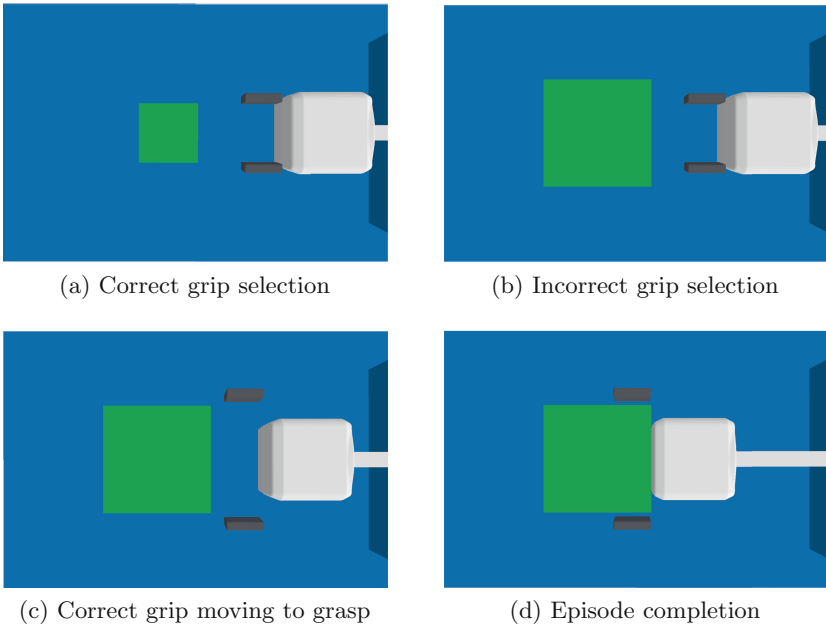 (a) Correct grip selection
(b) Incorrect grip selection
(c) Correct grip moving to grasp
(d) Episode completion